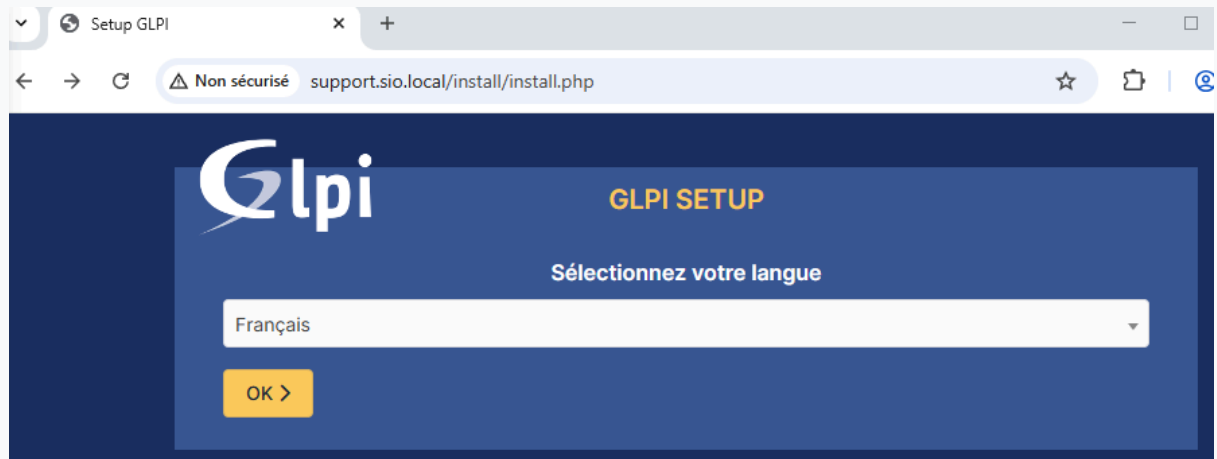 Setup GLPI
Non sécurisé support.sio.local/install/install.php
Glpi
GLPI SETUP
Sélectionnez votre langue
Français
OK